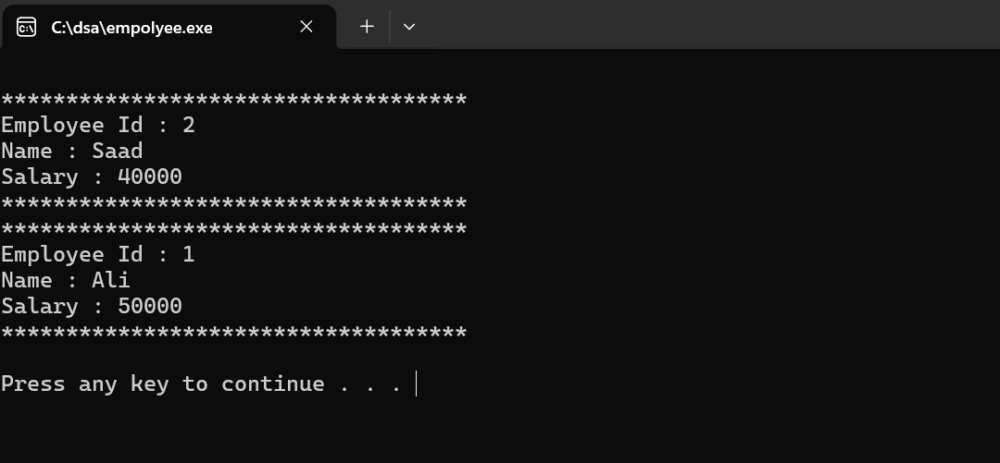 C:\dsa\empolyee.exe
************************************
Employee Id : 2
Name : Saad
Salary : 40000
************************************
************************************
Employee Id : 1
Name : Ali
Salary : 50000
************************************
Press any key to continue . . .